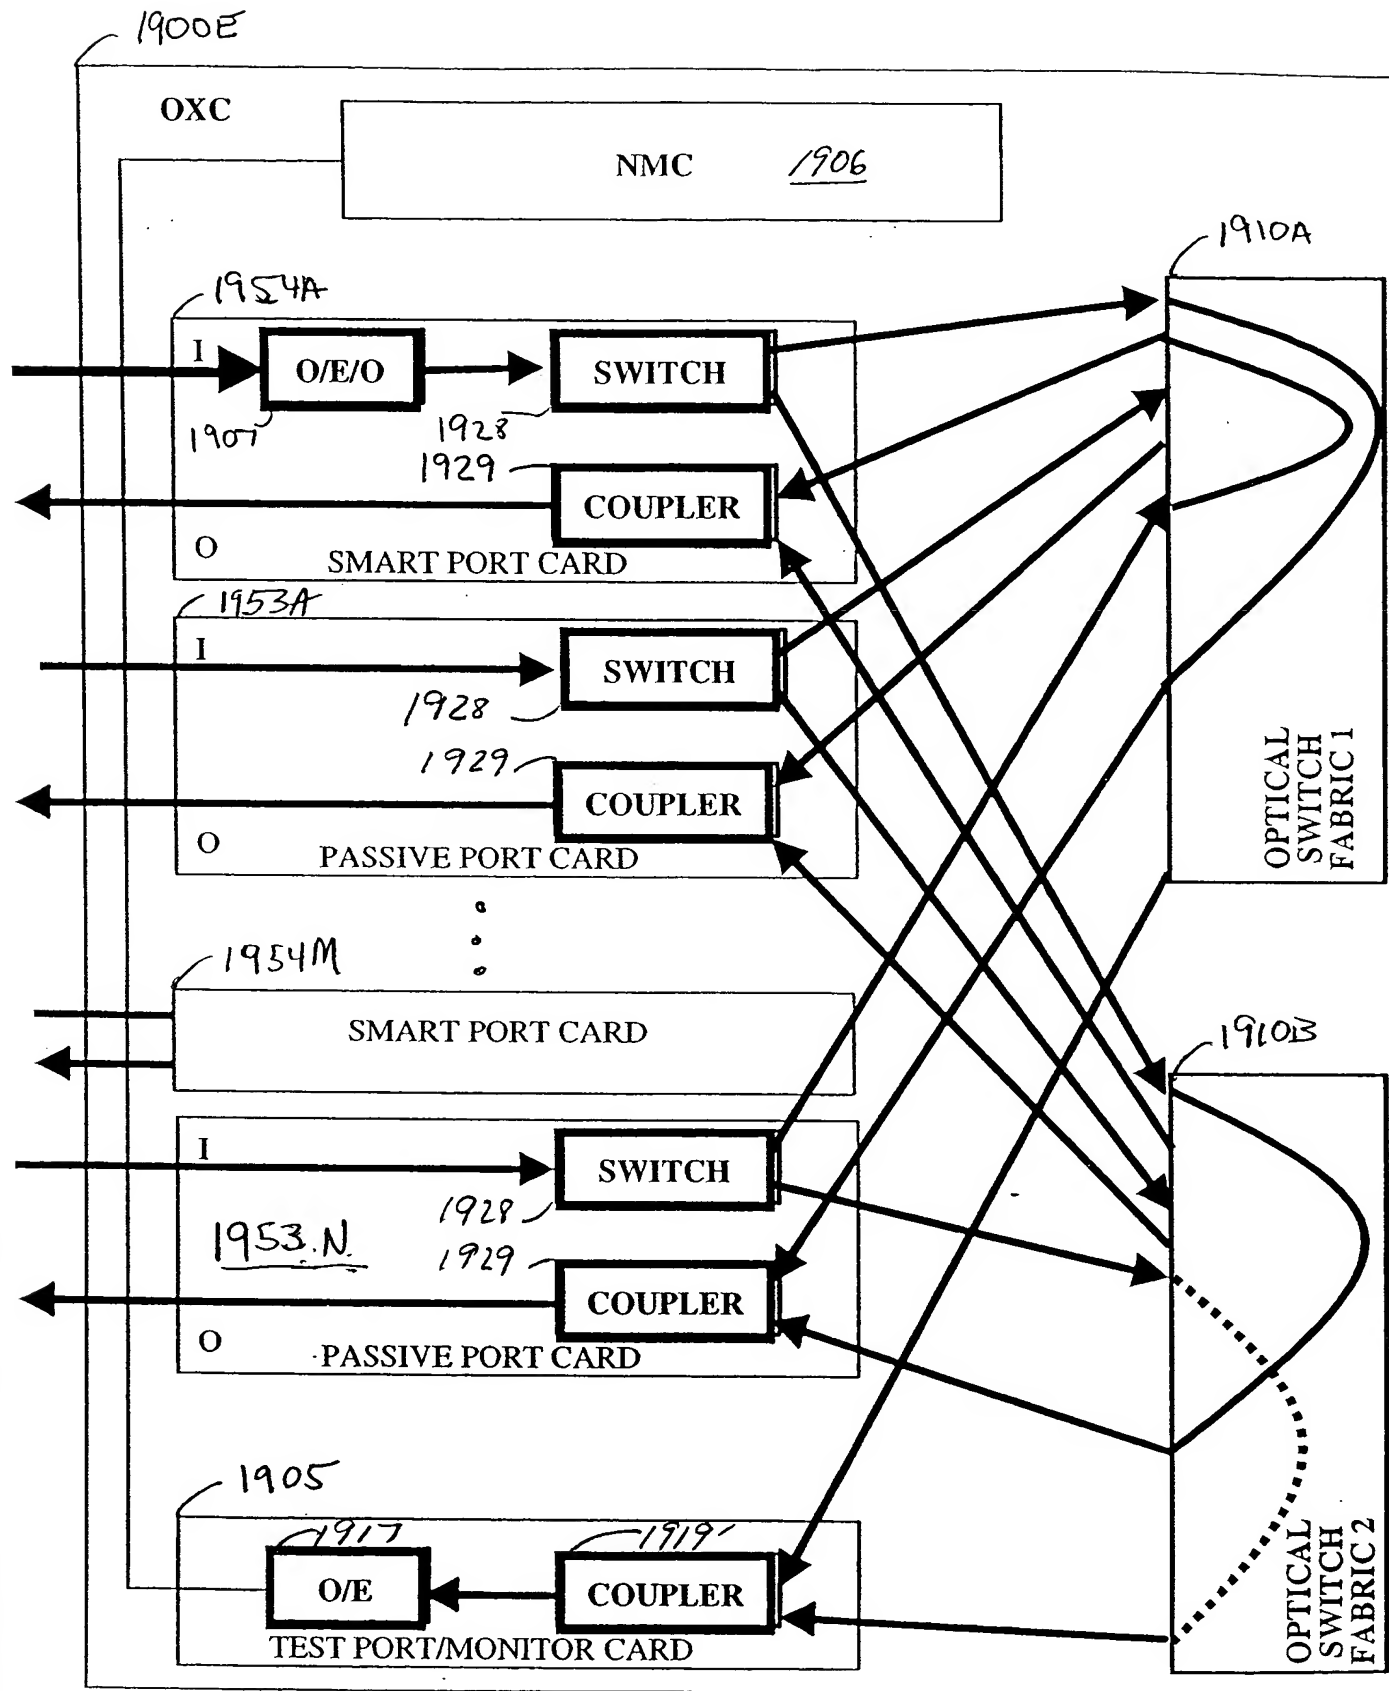 1900E
OXC
NMC 1906
1910A
1954A
I
O/E/O
SWITCH
1907
1928
1929
COUPLER
O
SMART PORT CARD
1953A
I
SWITCH
1928
1929
COUPLER
O
PASSIVE PORT CARD
OPTICAL
SWITCH
FABRIC 1
1954M
SMART PORT CARD
1910B
I
SWITCH
1928
1953.N.
1929
COUPLER
O
PASSIVE PORT CARD
1905
1917
1919'
O/E
COUPLER
TEST PORT/MONITOR CARD
OPTICAL
SWITCH
FABRIC 2